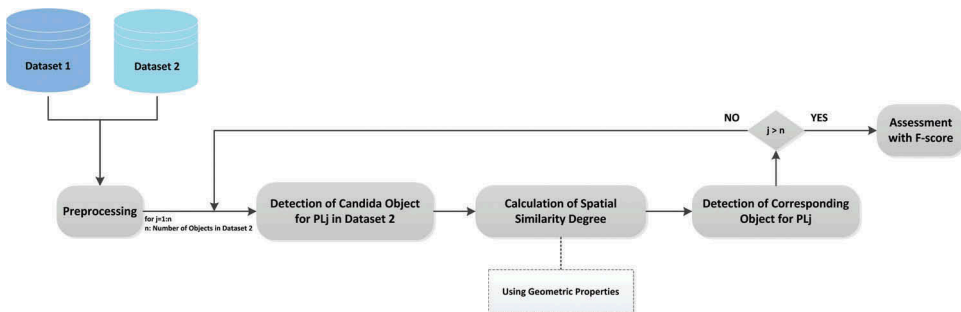 Dataset 1
Dataset 2
NO
j > n
YES
Assessment
with F-score
Preprocessing
for j=1:n
n: Number of Objects in Dataset 2
Detection of Candida Object
for PLj in Dataset 2
Calculation of Spatial
Similarity Degree
Detection of Corresponding
Object for PLj
Using Geometric Properties